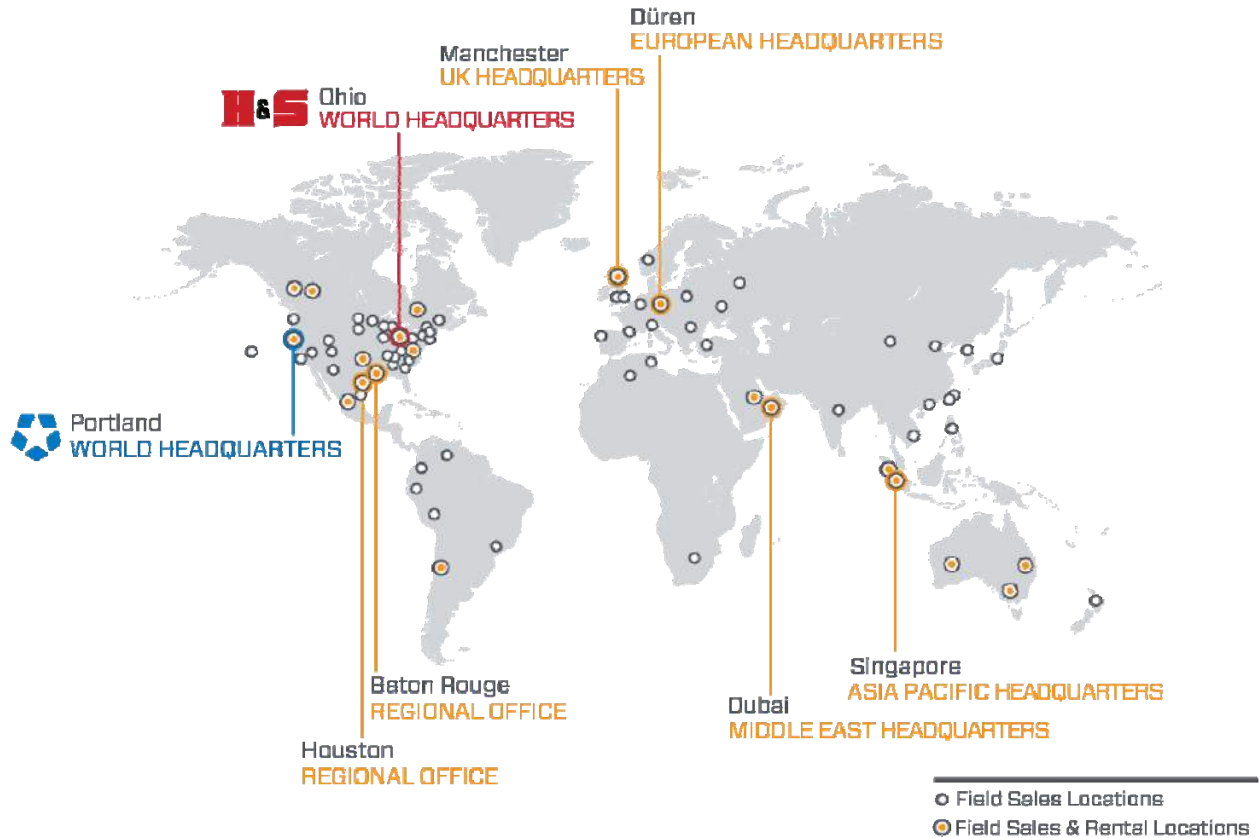 Düren
EUROPEAN HEADQUARTERS
Manchester
UK HEADQUARTERS
H&S Ohio
WORLD HEADQUARTERS
Portland
WORLD HEADQUARTERS
Baton Rouge
REGIONAL OFFICE
Houston
REGIONAL OFFICE
Singapore
ASIA PACIFIC HEADQUARTERS
Dubai
MIDDLE EAST HEADQUARTERS
Field Sales Locations
Field Sales & Rental Locations